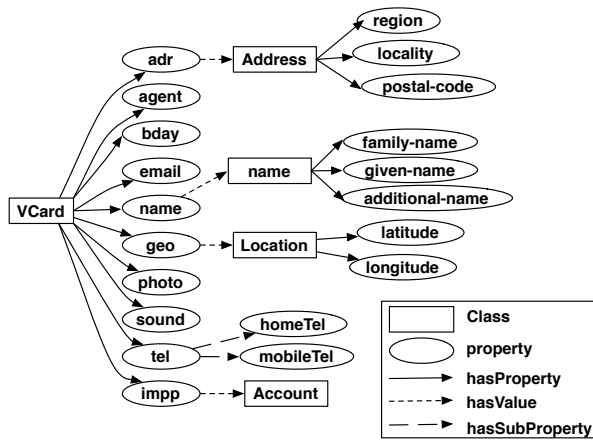 region
adr
Address
locality
agent
postal-code
bday
family-name
email
name
given-name
VCard
name
additional-name
geo
Location
latitude
longitude
photo
sound
homeTel
tel
mobileTel
impp
Account
Class
property
hasProperty
hasValue
hasSubProperty